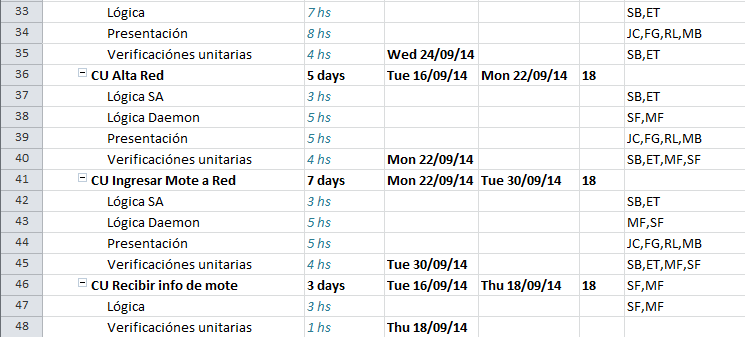 33 Lógica 7 hs SB,ET
34 Presentación 8 hs JC,FG,RL,MB
35 Verificaciónes unitarias 4 hs Wed 24/09/14 SB,ET
36 CU Alta Red 5 days Tue 16/09/14 Mon 22/09/14 18
37 Lógica SA 3 hs SB,ET
38 Lógica Daemon 5 hs SF,MF
39 Presentación 5 hs JC,FG,RL,MB
40 Verificaciónes unitarias 4 hs Mon 22/09/14 SB,ET,MF,SF
41 CU Ingresar Mote a Red 7 days Mon 22/09/14 Tue 30/09/14 18
42 Lógica SA 3 hs SB,ET
43 Lógica Daemon 5 hs MF,SF
44 Presentación 5 hs JC,FG,RL,MB
45 Verificaciónes unitarias 4 hs Tue 30/09/14 SB,ET,MF,SF
46 CU Recibir info de mote 3 days Tue 16/09/14 Thu 18/09/14 18 SF,MF
47 Lógica 3 hs SF,MF
48 Verificaciónes unitarias 1 hs Thu 18/09/14